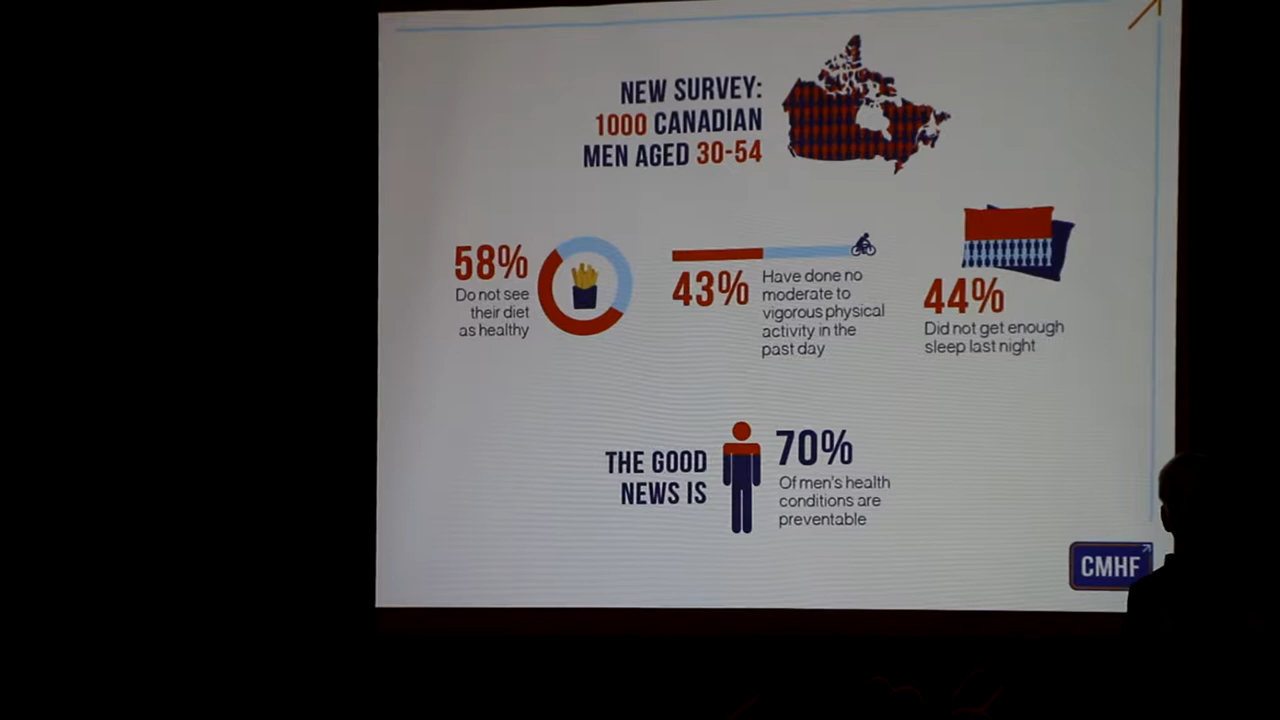 NEW SURVEY:
1000 CANADIAN
MEN AGED 30-54
58%
Do not see
their diet
as healthy
43%
Have done no
moderate to
vigorous physical
activity in the
past day
44%
Did not get enough
sleep last night
THE GOOD
NEWS IS
70%
Of men's health
conditions are
preventable
CMHF